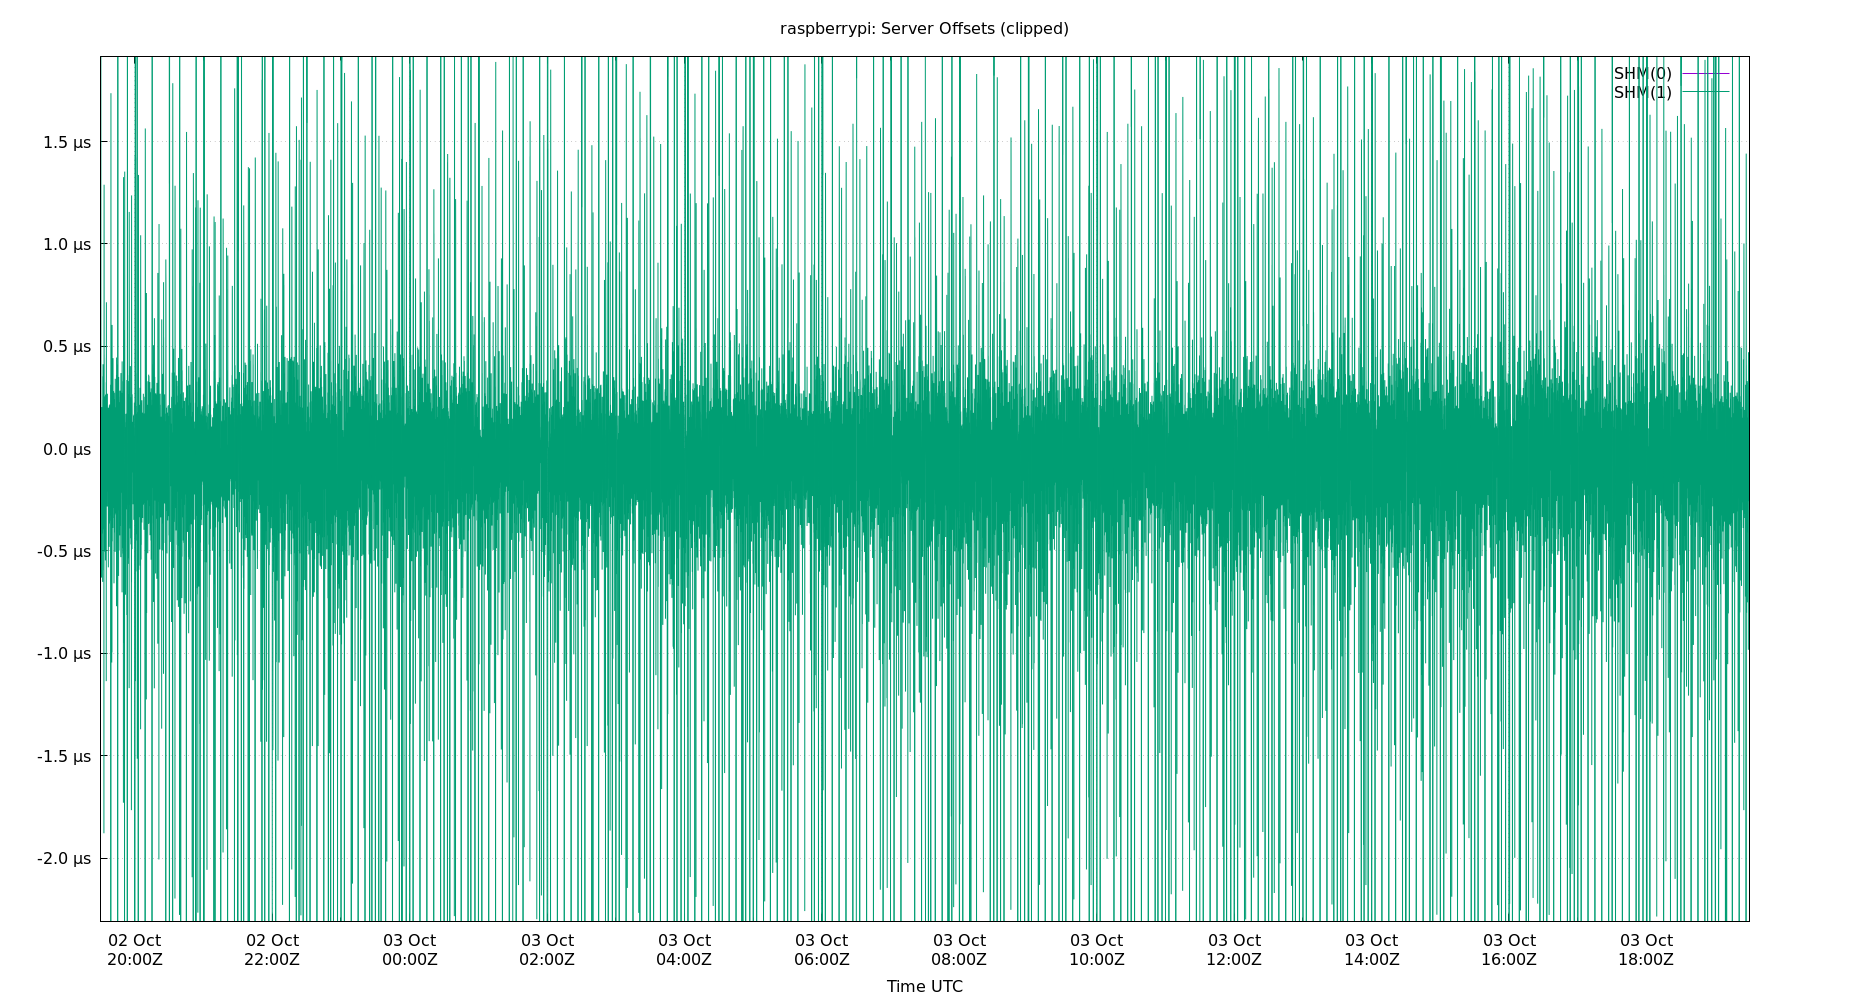 raspberrypi: Server Offsets (clipped)
SHM(0)
SHM(1)
1.5 µs
1.0 µs
0.5 µs
0.0 µs
-0.5 µs
-1.0 µs
-1.5 µs
-2.0 µs
02 Oct 02 Oct 03 Oct 03 Oct 03 Oct 03 Oct 03 Oct 03 Oct 03 Oct 03 Oct 03 Oct 03 Oct
20:00Z 22:00Z 00:00Z 02:00Z 04:00Z 06:00Z 08:00Z 10:00Z 12:00Z 14:00Z 16:00Z 18:00Z
Time UTC